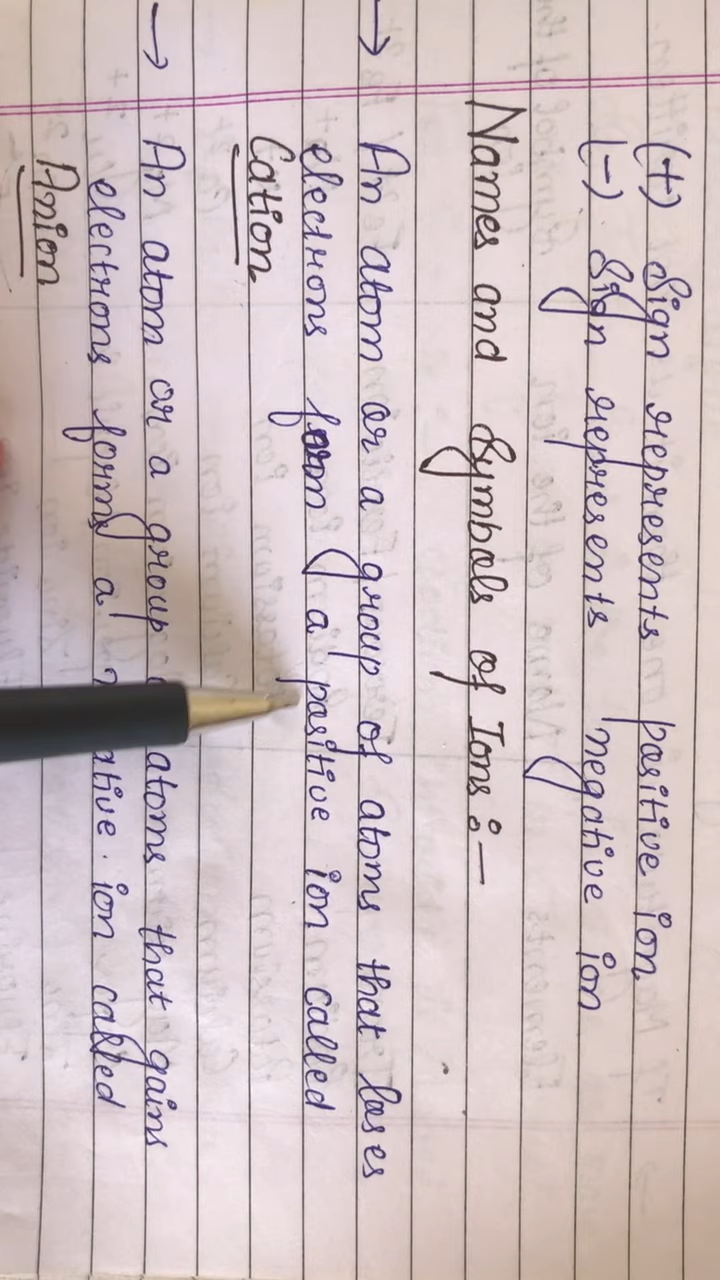 (+) Sign represents positive ion.
(-) Sign represents negative ion
Names and Symbols of Ions :-
→ An atom or a group of atoms that loses
electrons form a positive ion called
Cation.
→ An atom or a group atoms that gains
electrons forms a ion called
Anion